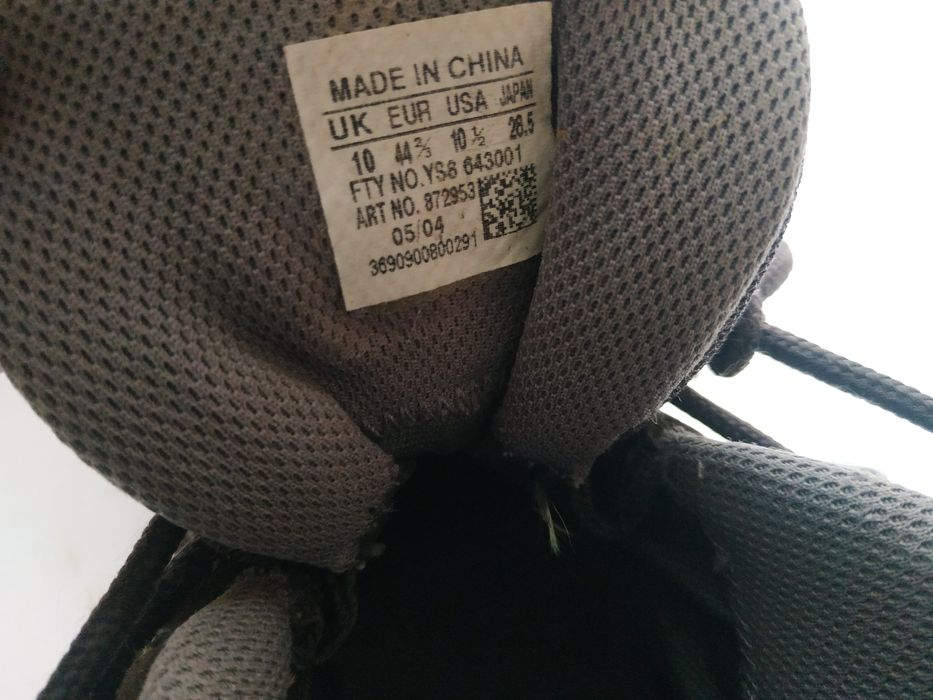 MADE IN CHINA
UK EUR USA JAPAN
10 44⅔ 10½ 28.5
FTY NO.YS8 643001
ART NO. 872953
05/04
3690900800291